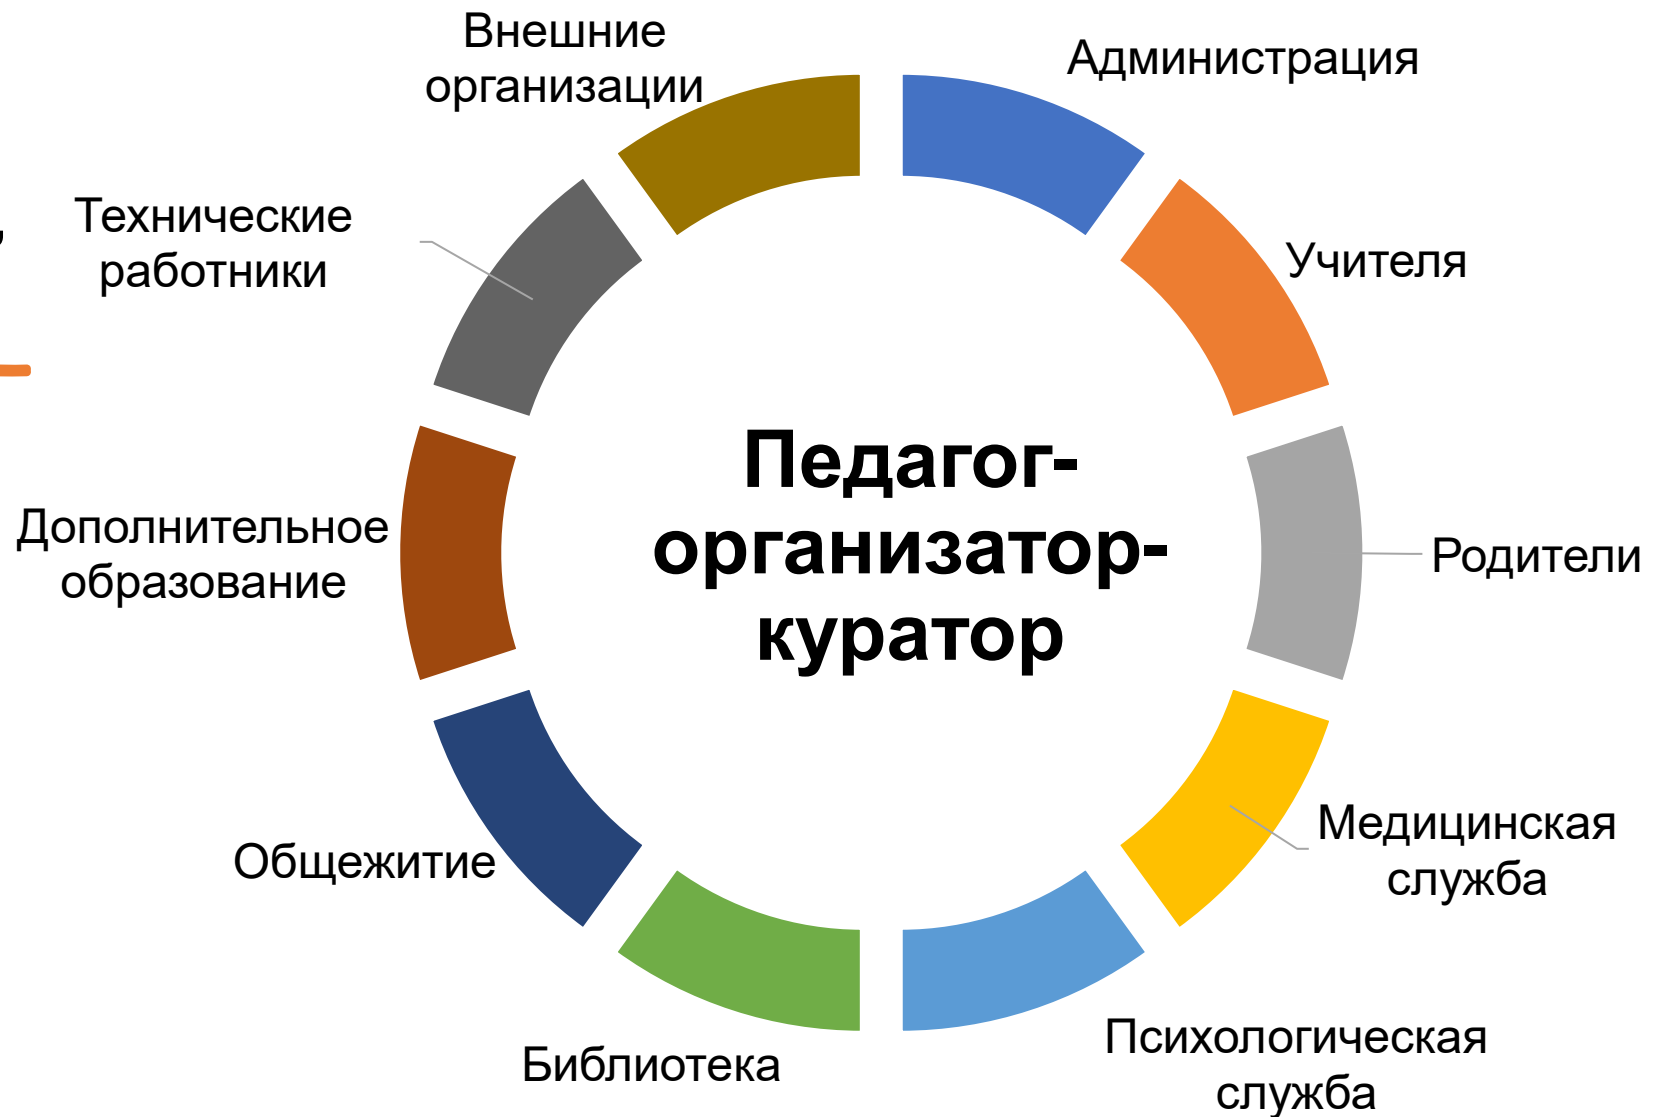 Внешние
организации
Администрация
Технические
работники
Учителя
Педагог-
организатор-
куратор
Дополнительное
образование
Родители
Общежитие
Медицинская
служба
Библиотека
Психологическая
служба